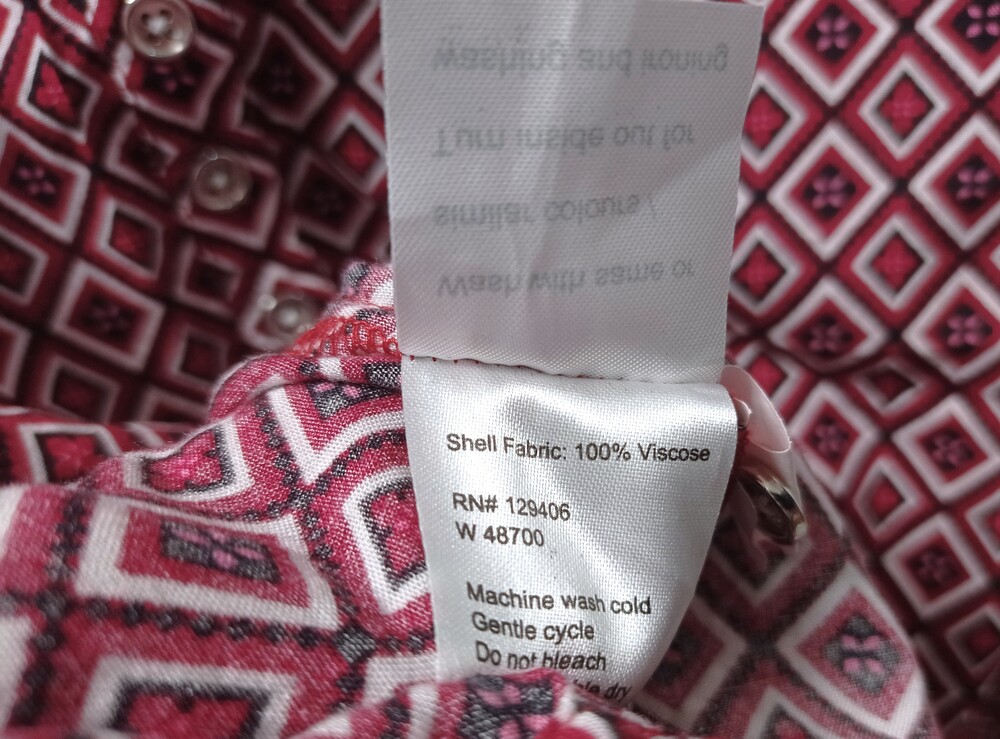 Wash with same or
similar colours /
Turn inside out for
washing and ironing
Shell Fabric: 100% Viscose
RN# 129406
W 48700
Machine wash cold
Gentle cycle
Do not bleach
dry